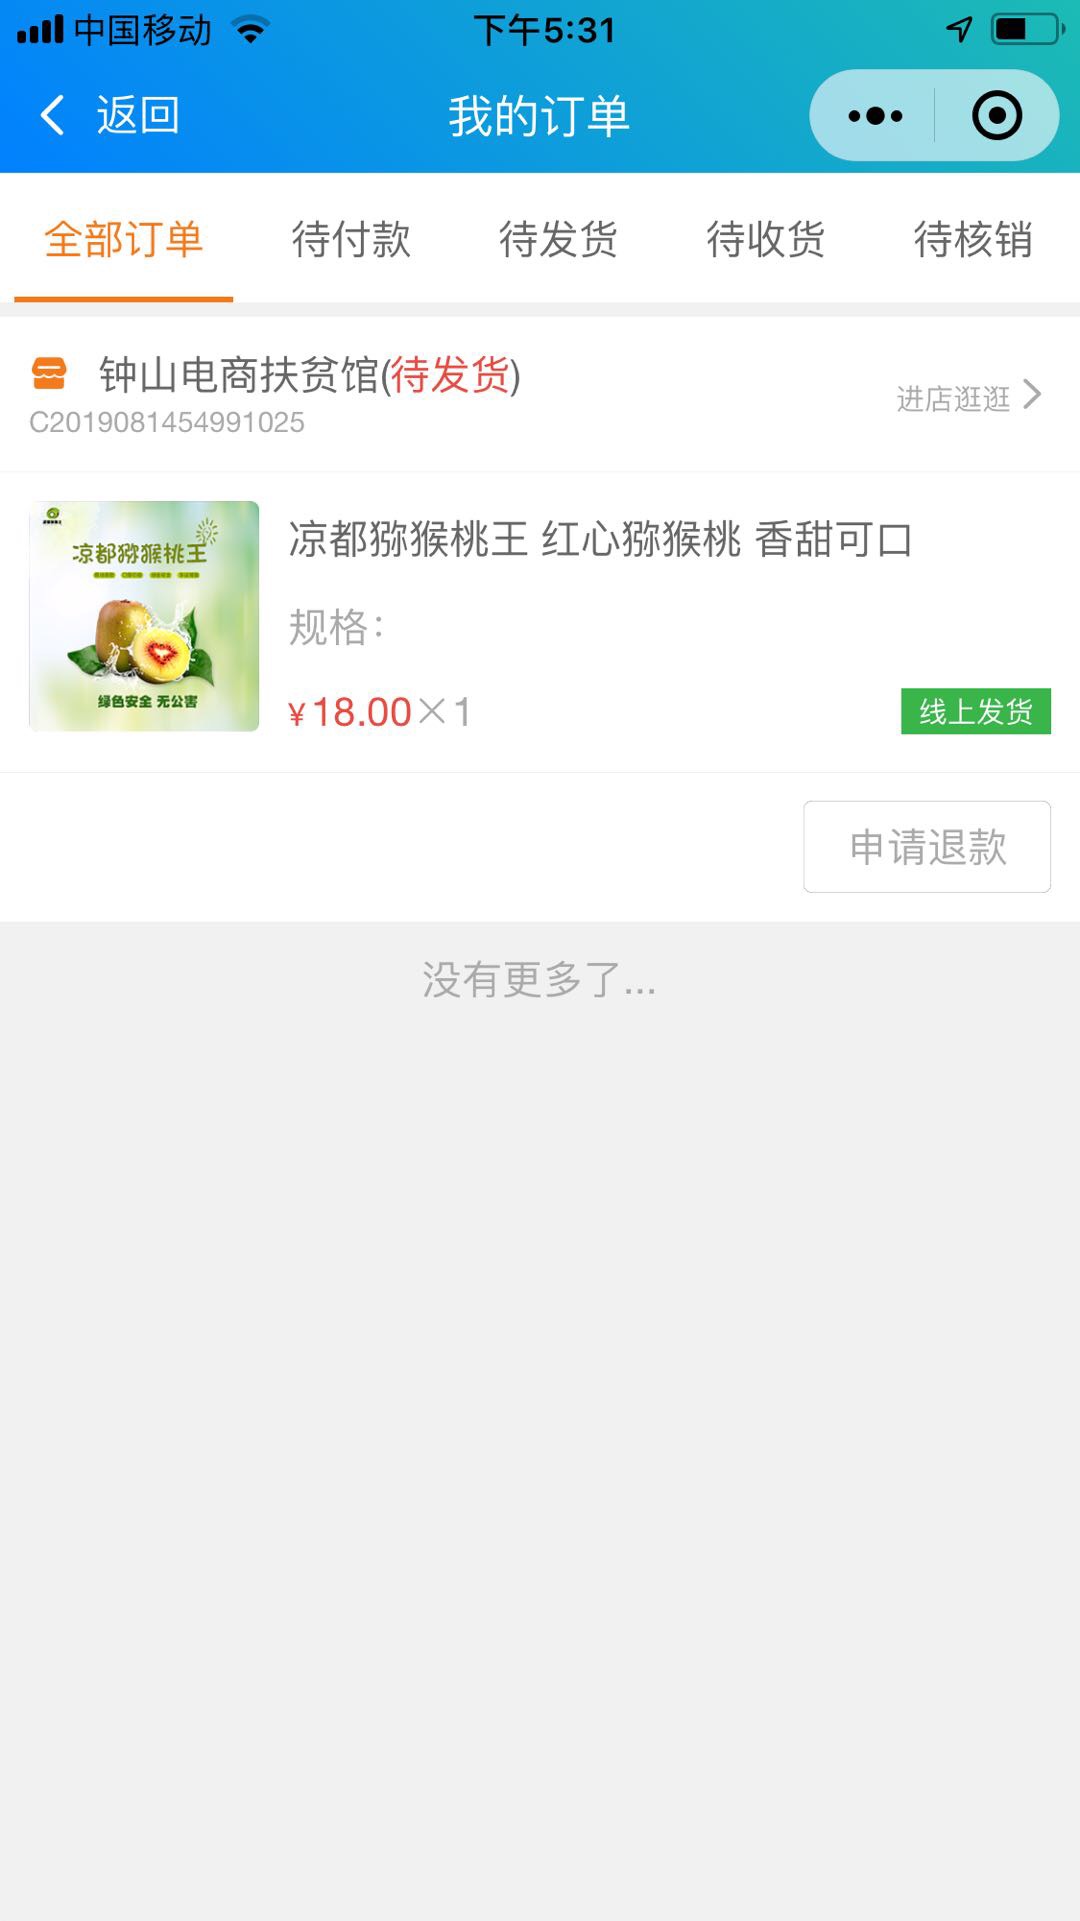 中国移动
下午5:31
返回
我的订单
全部订单 待付款 待发货 待收货 待核销
钟山电商扶贫馆(待发货)
C2019081454991025
进店逛逛
凉都猕猴桃王
绿色安全 无公害
凉都猕猴桃王 红心猕猴桃 香甜可口
规格:
¥18.00×1
线上发货
申请退款
没有更多了...